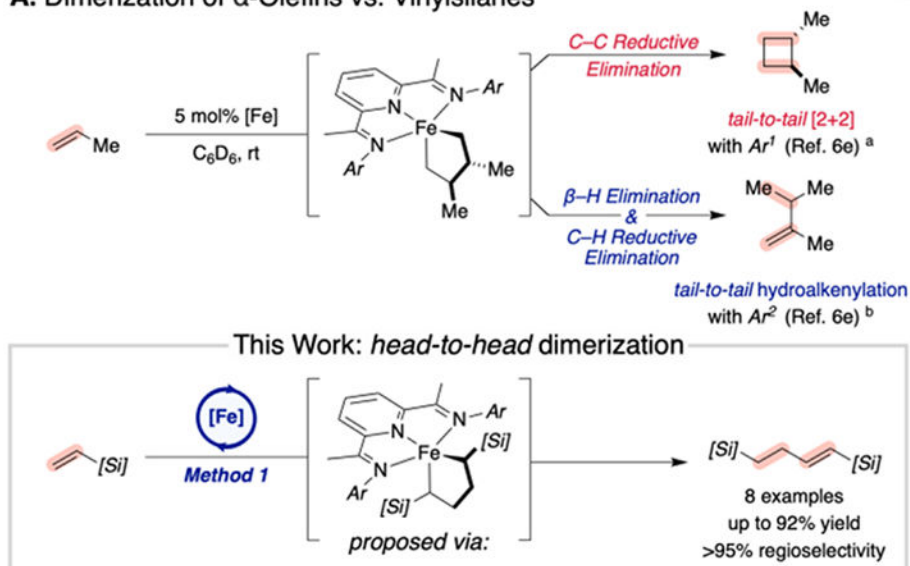 A. Dimerization of α-Olefins vs. Vinylsilanes
Me
5 mol% [Fe]
C6D6, rt
N
N
N
Fe
Ar
Ar
Me
Me
C–C Reductive
Elimination
Me
Me
tail-to-tail [2+2]
with Ar¹ (Ref. 6e) a
β–H Elimination
&
C–H Reductive
Elimination
Me
Me
Me
tail-to-tail hydroalkenylation
with Ar² (Ref. 6e) b
This Work: head-to-head dimerization
[Si]
[Fe]
Method 1
N
N
N
Fe
Ar
Ar
[Si]
[Si]
proposed via:
[Si]
[Si]
8 examples
up to 92% yield
>95% regioselectivity